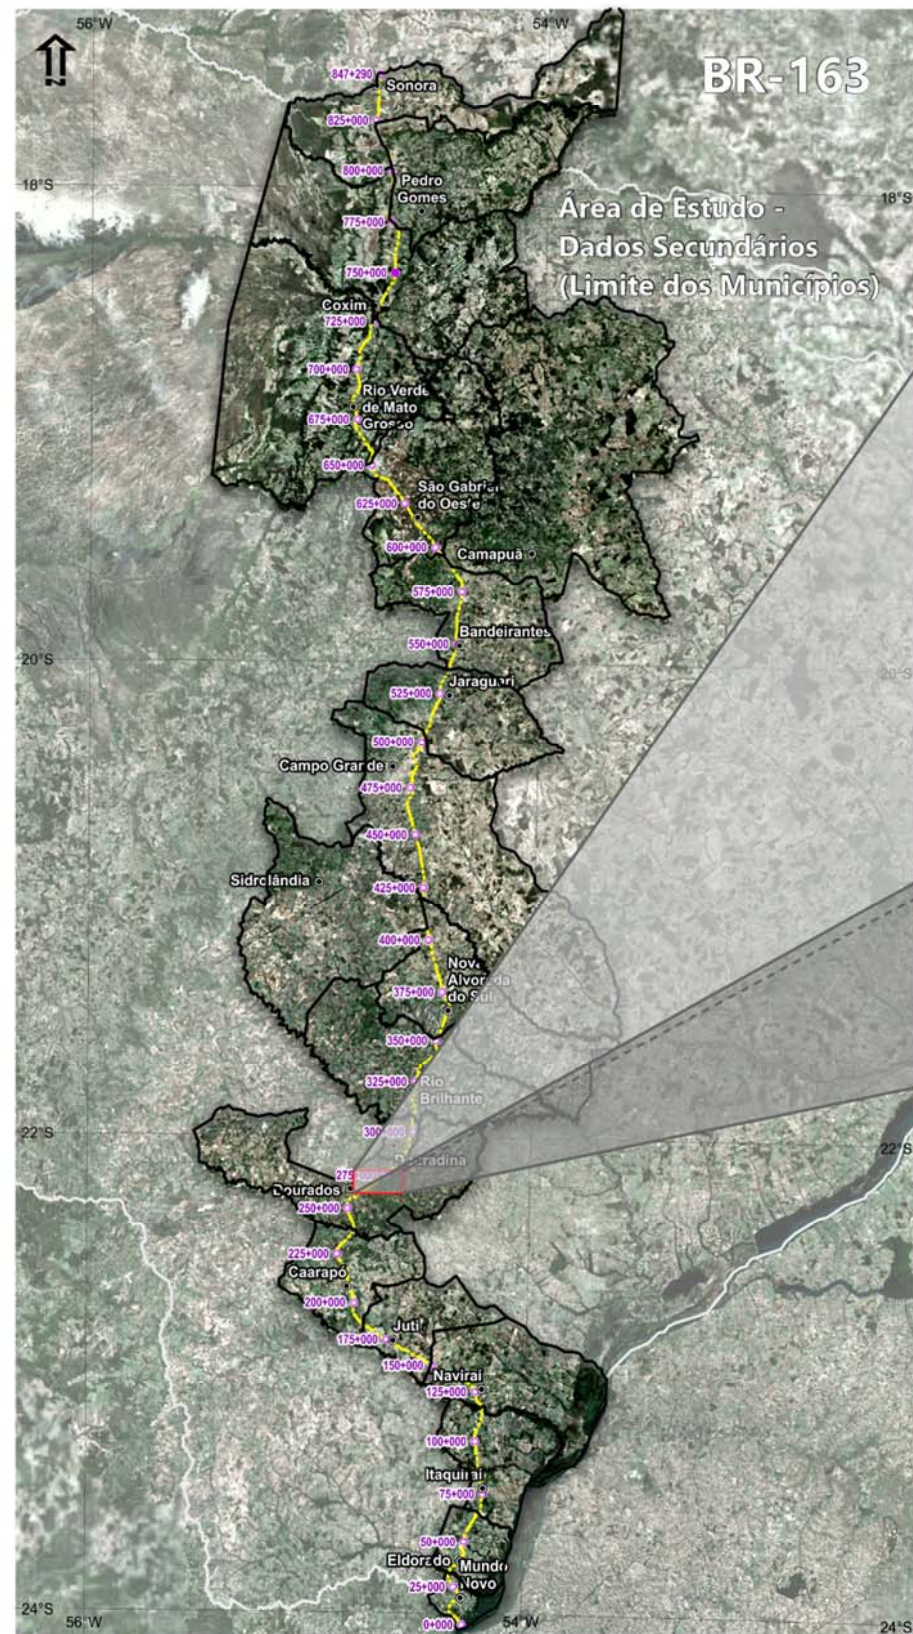 56°W
54°W
N
BR-163
847+290
Sonora
825+000
800+000
Pedro
Gomes
18°S
18°S
775+000
Área de Estudo -
Dados Secundários
(Limite dos Municípios)
750+000
Coxim
725+000
700+000
Rio Verde
de Mato
Grosso
675+000
650+000
São Gabriel
do Oeste
625+000
600+000
Camapuã
575+000
Bandeirantes
550+000
20°S
Jaraguari
525+000
500+000
Campo Grande
475+000
450+000
Sidrolândia
425+000
400+000
Nova
Alvorada
do Sul
375+000
350+000
325+000
Rio
Brilhante
300+000
22°S
22°S
Douradina
Dourados
250+000
225+000
Caarapó
200+000
Juti
175+000
150+000
Naviraí
125+000
100+000
Itaquiraí
75+000
50+000
Eldorado
Mundo
Novo
25+000
0+000
24°S
56°W
54°W
24°S